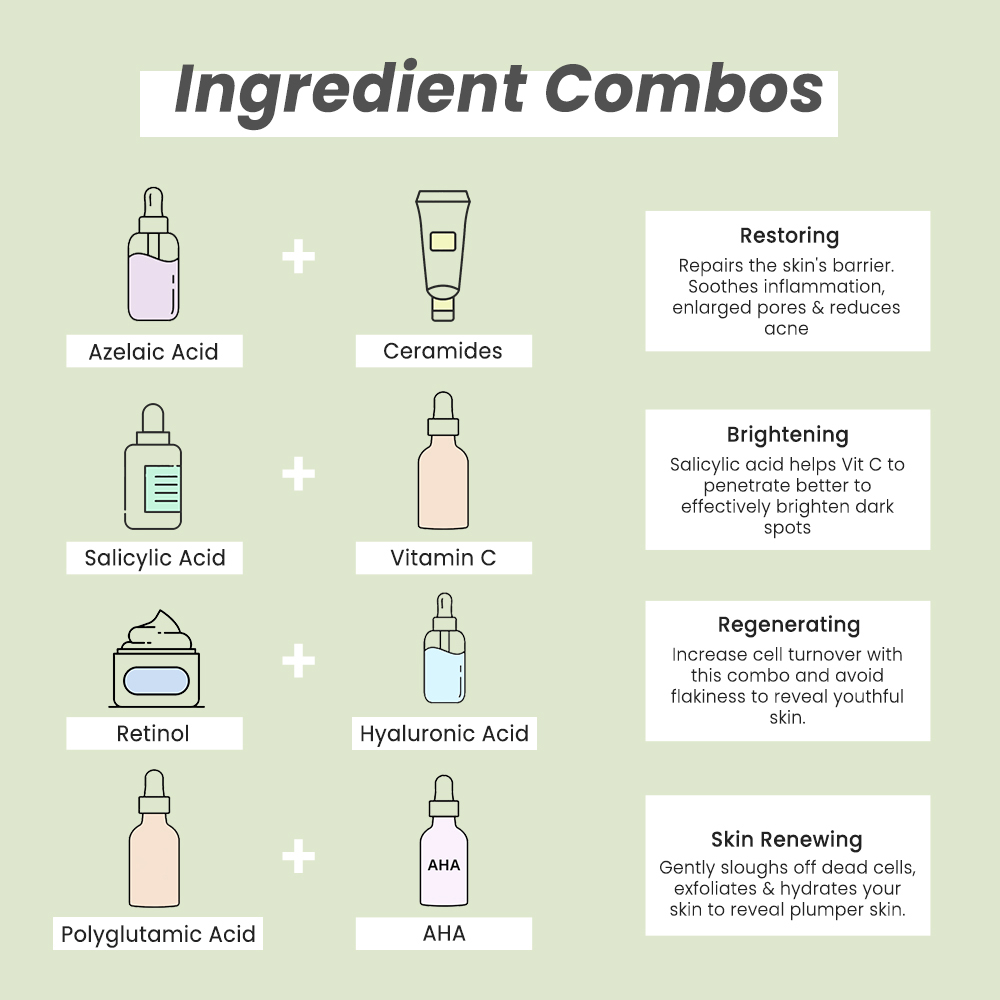 Ingredient Combos
Azelaic Acid
Ceramides
Restoring
Repairs the skin's barrier.
Soothes inflammation,
enlarged pores & reduces
acne
Salicylic Acid
Vitamin C
Brightening
Salicylic acid helps Vit C to
penetrate better to
effectively brighten dark
spots
Retinol
Hyaluronic Acid
Regenerating
Increase cell turnover with
this combo and avoid
flakiness to reveal youthful
skin.
Polyglutamic Acid
AHA
AHA
Skin Renewing
Gently sloughs off dead cells,
exfoliates & hydrates your
skin to reveal plumper skin.